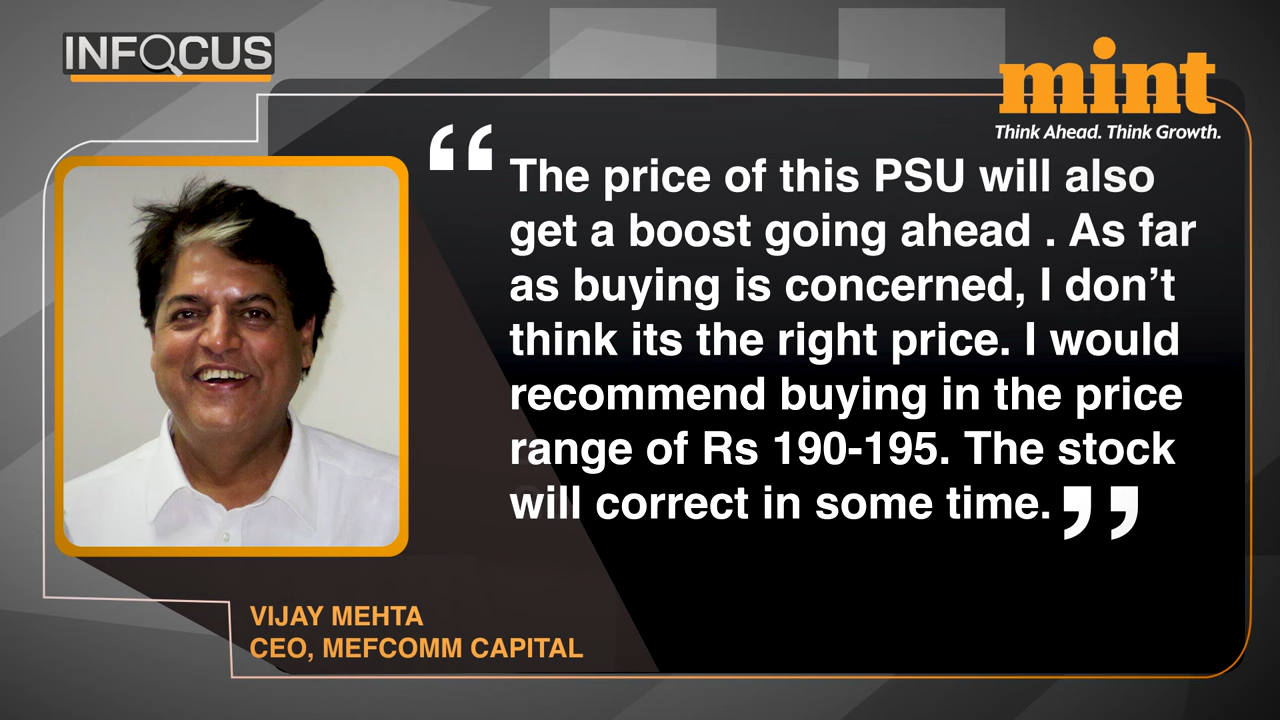 INFOCUS
mint
Think Ahead. Think Growth.
“ The price of this PSU will also
get a boost going ahead . As far
as buying is concerned, I don’t
think its the right price. I would
recommend buying in the price
range of Rs 190-195. The stock
will correct in some time. ”
VIJAY MEHTA
CEO, MEFCOMM CAPITAL